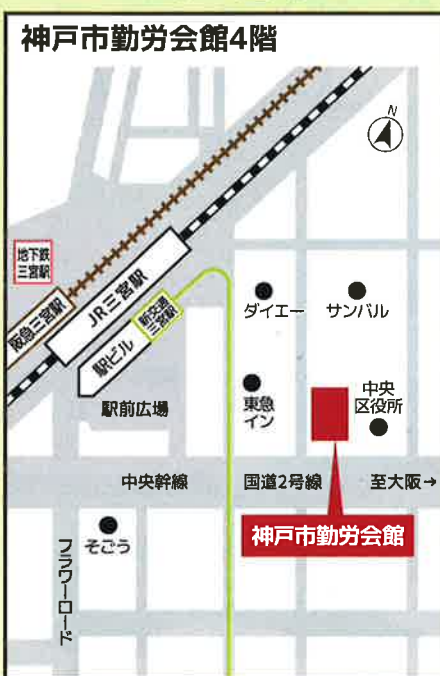 神戸市勤労会館4階
N
地下鉄
三宮駅
阪急三宮駅
JR三宮駅
新交通
三宮駅
駅ビル
駅前広場
ダイエー
サンパル
東急
イン
中央
区役所
中央幹線
国道2号線
至大阪→
神戸市勤労会館
そごう
フラワーロード